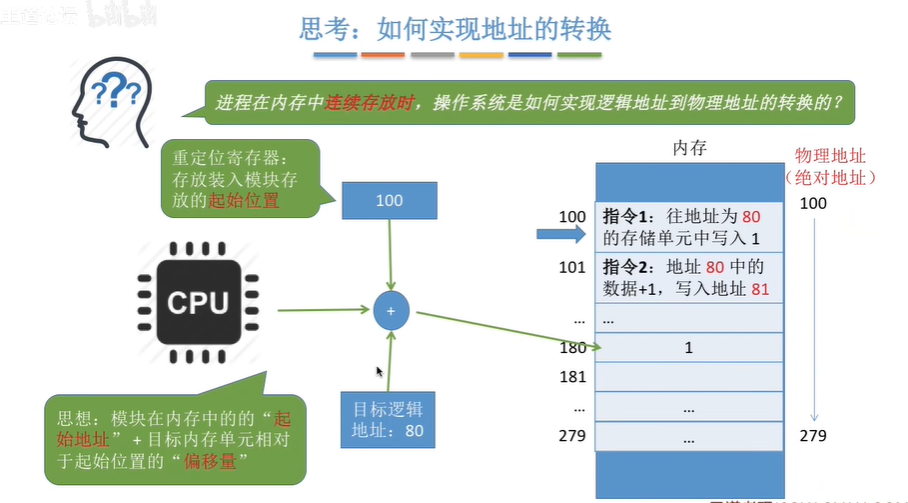 bilibili
思考：如何实现地址的转换
???
进程在内存中连续存放时，操作系统是如何实现逻辑地址到物理地址的转换的？
重定位寄存器：
存放装入模块存
放的起始位置
100
内存
物理地址
（绝对地址）
100
100
指令1：往地址为 80
的存储单元中写入 1
101
指令2：地址 80 中的
数据+1，写入地址 81
CPU
+
...
...
180
1
181
...
...
279
...
279
目标逻辑
地址：80
思想：模块在内存中的的“起
始地址” + 目标内存单元相对
于起始位置的“偏移量”